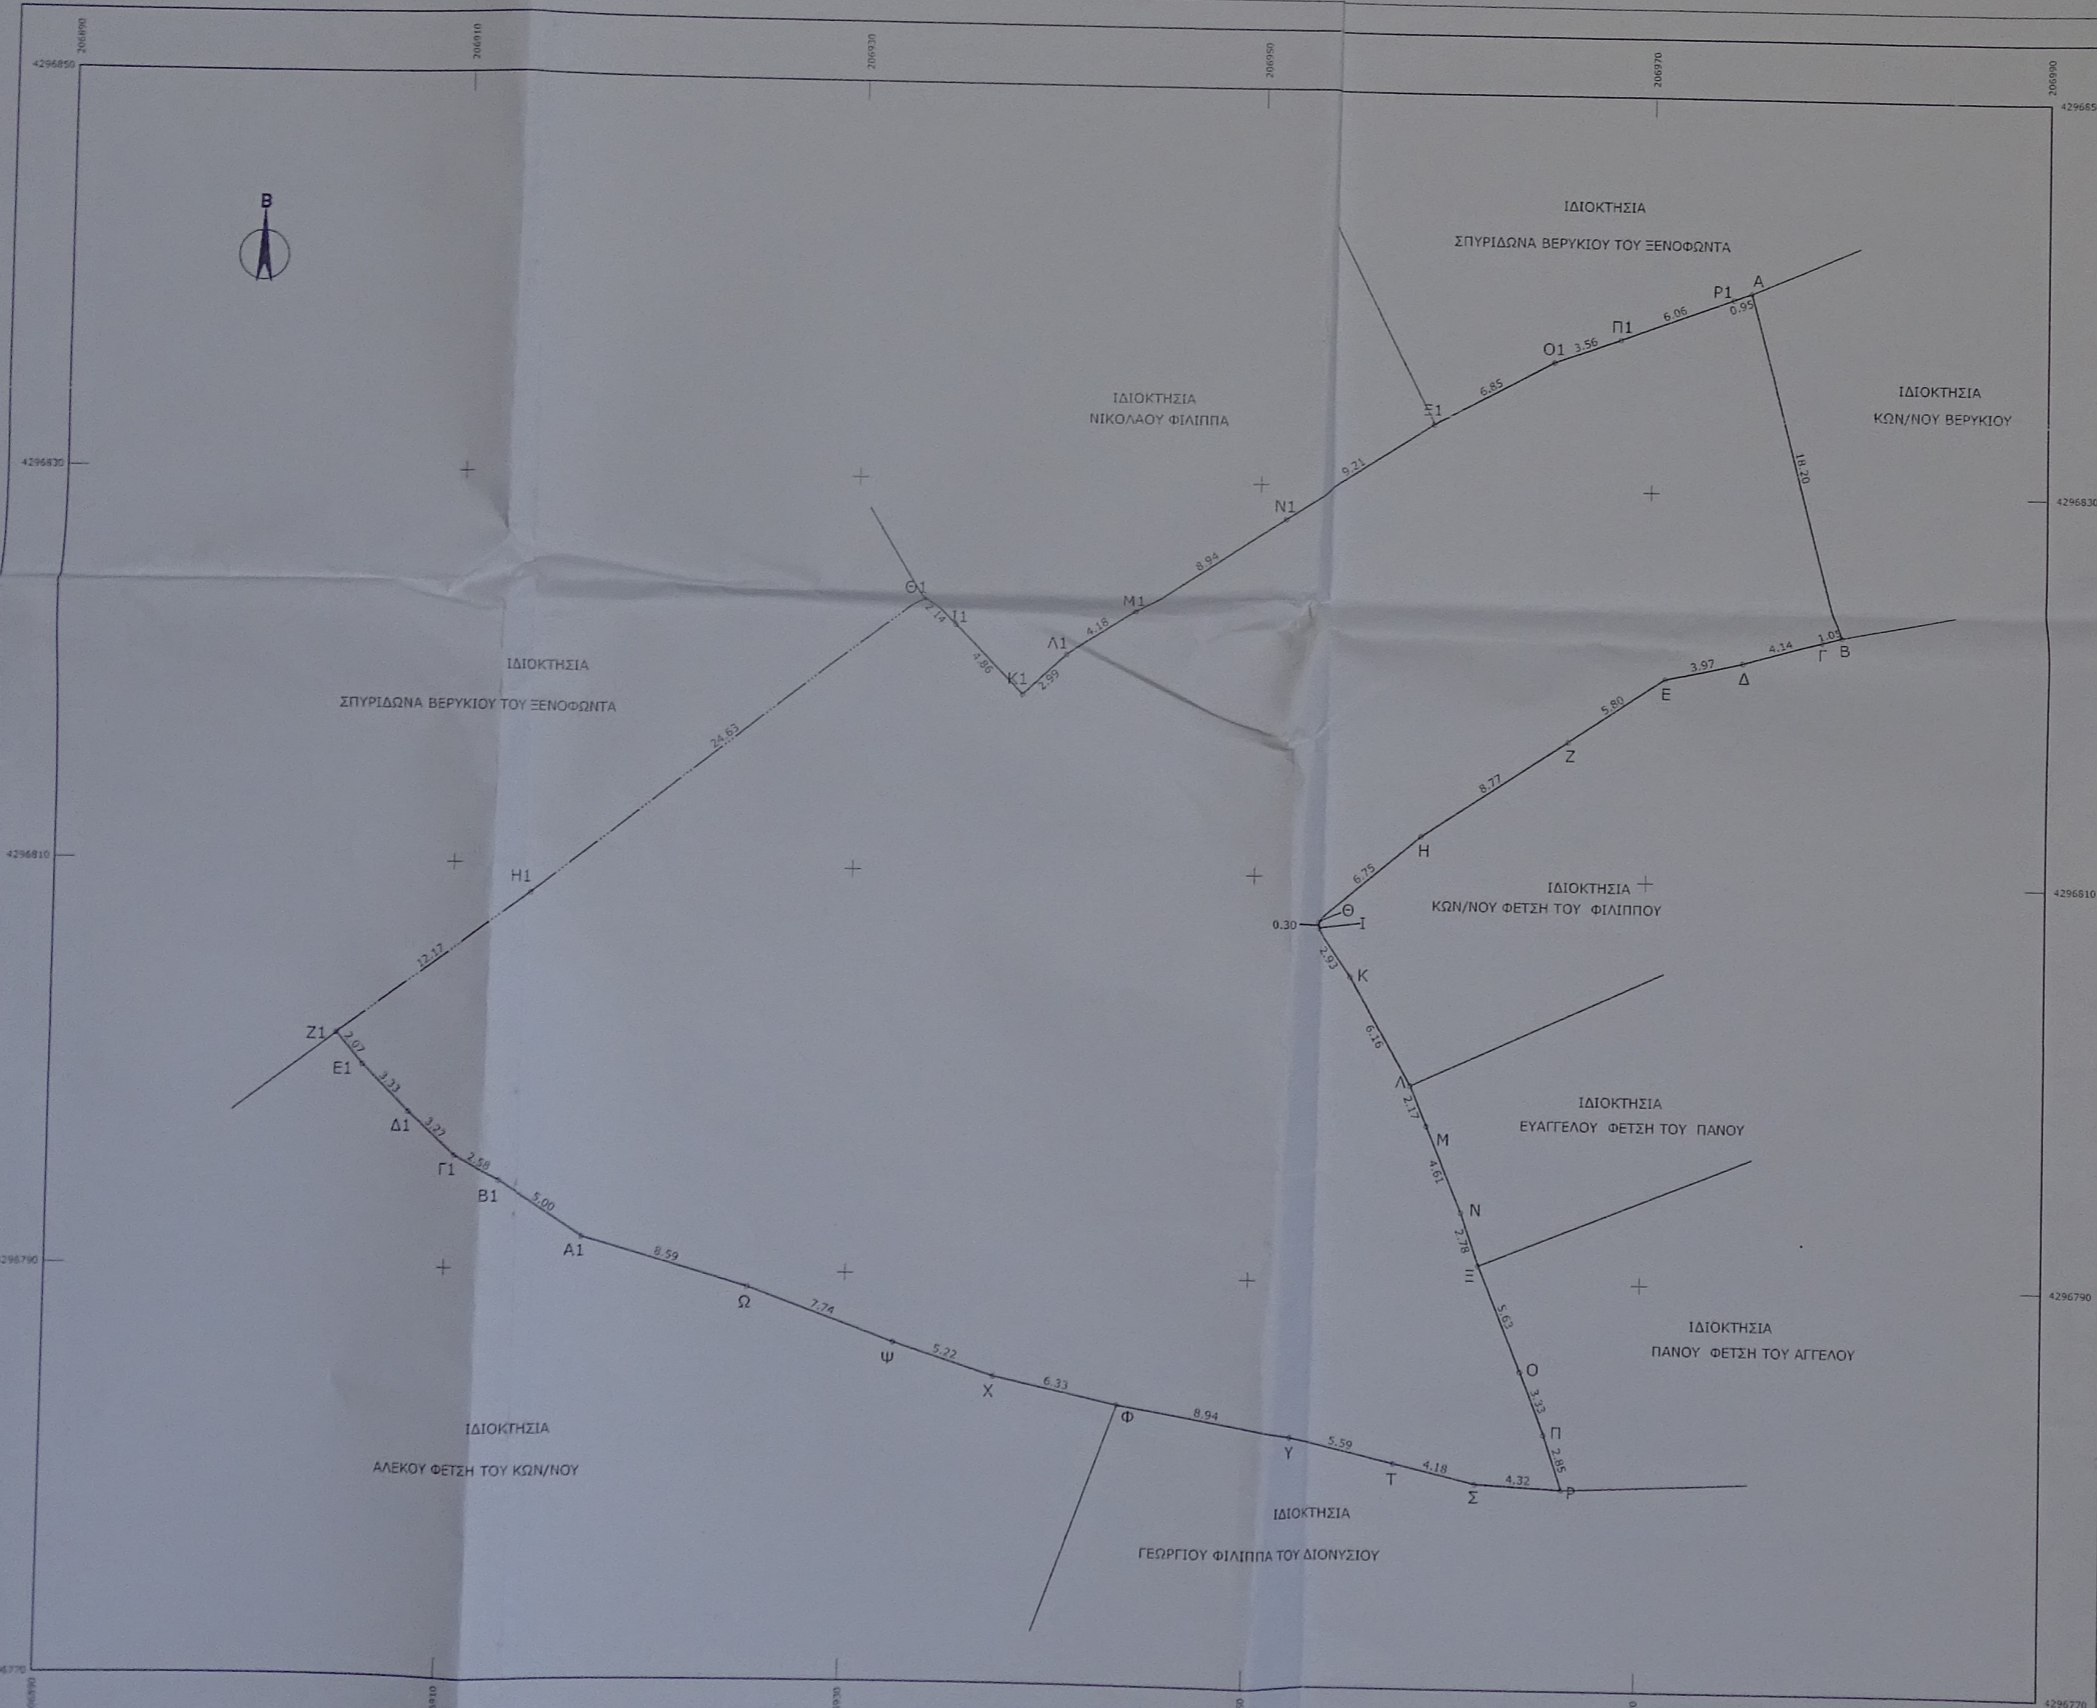 206890
206910
206930
206950
206970
206990
4296850
429685
Β
ΙΔΙΟΚΤΗΣΙΑ
ΣΠΥΡΙΔΩΝΑ ΒΕΡΥΚΙΟΥ ΤΟΥ ΞΕΝΟΦΩΝΤΑ
Α
Ρ1
0.95
6.06
Π1
3.56
Ο1
6.85
Ξ1
ΙΔΙΟΚΤΗΣΙΑ
ΝΙΚΟΛΑΟΥ ΦΙΛΙΠΠΑ
ΙΔΙΟΚΤΗΣΙΑ
ΚΩΝ/ΝΟΥ ΒΕΡΥΚΙΟΥ
4296830
9.21
18.20
4296830
Ν1
8.94
Θ1
2.14
Ι1
Μ1
4.18
Λ1
4.86
Κ1
2.99
1.05
Β
Γ
4.14
Δ
3.97
Ε
5.80
Ζ
ΙΔΙΟΚΤΗΣΙΑ
ΣΠΥΡΙΔΩΝΑ ΒΕΡΥΚΙΟΥ ΤΟΥ ΞΕΝΟΦΩΝΤΑ
24.63
8.77
Η
4296810
Η1
6.75
ΙΔΙΟΚΤΗΣΙΑ
ΚΩΝ/ΝΟΥ ΦΕΤΣΗ ΤΟΥ ΦΙΛΙΠΠΟΥ
4296810
Θ
0.30
Ι
12.17
2.93
Κ
Ζ1
2.07
Ε1
6.16
3.33
Λ
Δ1
3.27
2.17
Μ
ΙΔΙΟΚΤΗΣΙΑ
ΕΥΑΓΓΕΛΟΥ ΦΕΤΣΗ ΤΟΥ ΠΑΝΟΥ
Γ1
2.58
4.61
Β1
5.00
Ν
Α1
8.59
2.78
4296790
Ξ
4296790
Ω
7.74
5.63
ΙΔΙΟΚΤΗΣΙΑ
ΠΑΝΟΥ ΦΕΤΣΗ ΤΟΥ ΑΓΓΕΛΟΥ
Ψ
5.22
Ο
Χ
6.33
3.33
Φ
8.94
Π
ΙΔΙΟΚΤΗΣΙΑ
ΑΛΕΚΟΥ ΦΕΤΣΗ ΤΟΥ ΚΩΝ/ΝΟΥ
Υ
5.59
2.85
Τ
4.18
Σ
4.32
Ρ
ΙΔΙΟΚΤΗΣΙΑ
ΓΕΩΡΓΙΟΥ ΦΙΛΙΠΠΑ ΤΟΥ ΔΙΟΝΥΣΙΟΥ